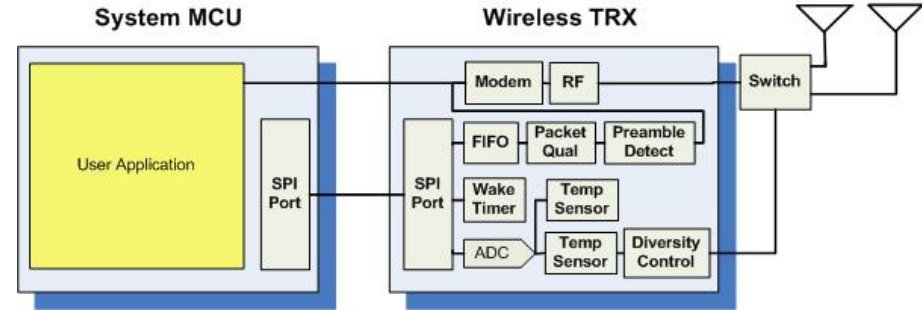 System MCU
Wireless TRX
User Application
SPI
Port
SPI
Port
Modem
RF
Switch
FIFO
Packet
Qual
Preamble
Detect
Wake
Timer
Temp
Sensor
ADC
Temp
Sensor
Diversity
Control